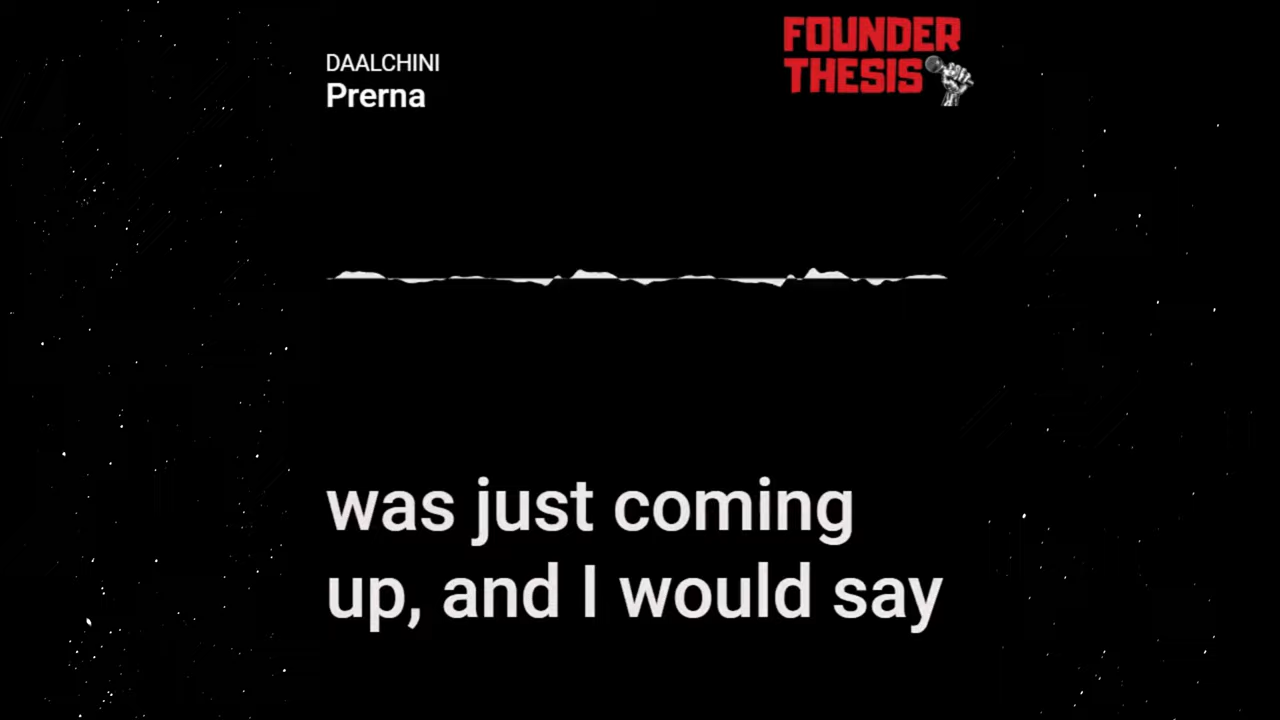 DAALCHINI
Prerna
FOUNDER
THESIS
was just coming
up, and I would say